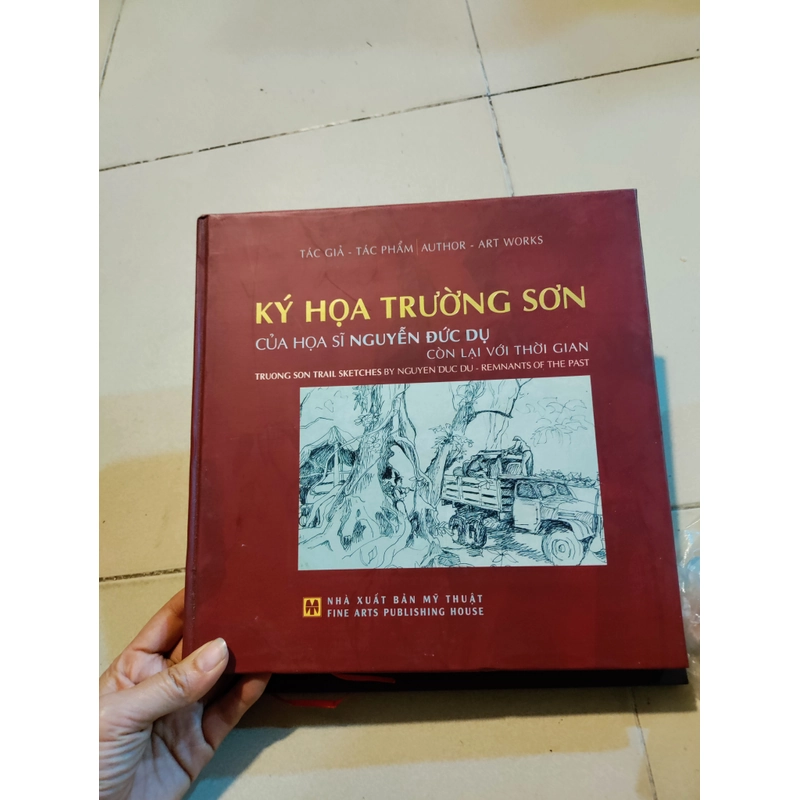 TÁC GIẢ - TÁC PHẨM | AUTHOR - ART WORKS
KÝ HỌA TRƯỜNG SƠN
CỦA HỌA SĨ NGUYỄN ĐỨC DỤ
CÒN LẠI VỚI THỜI GIAN
TRUONG SON TRAIL SKETCHES BY NGUYEN DUC DU - REMNANTS OF THE PAST
NHÀ XUẤT BẢN MỸ THUẬT
FINE ARTS PUBLISHING HOUSE